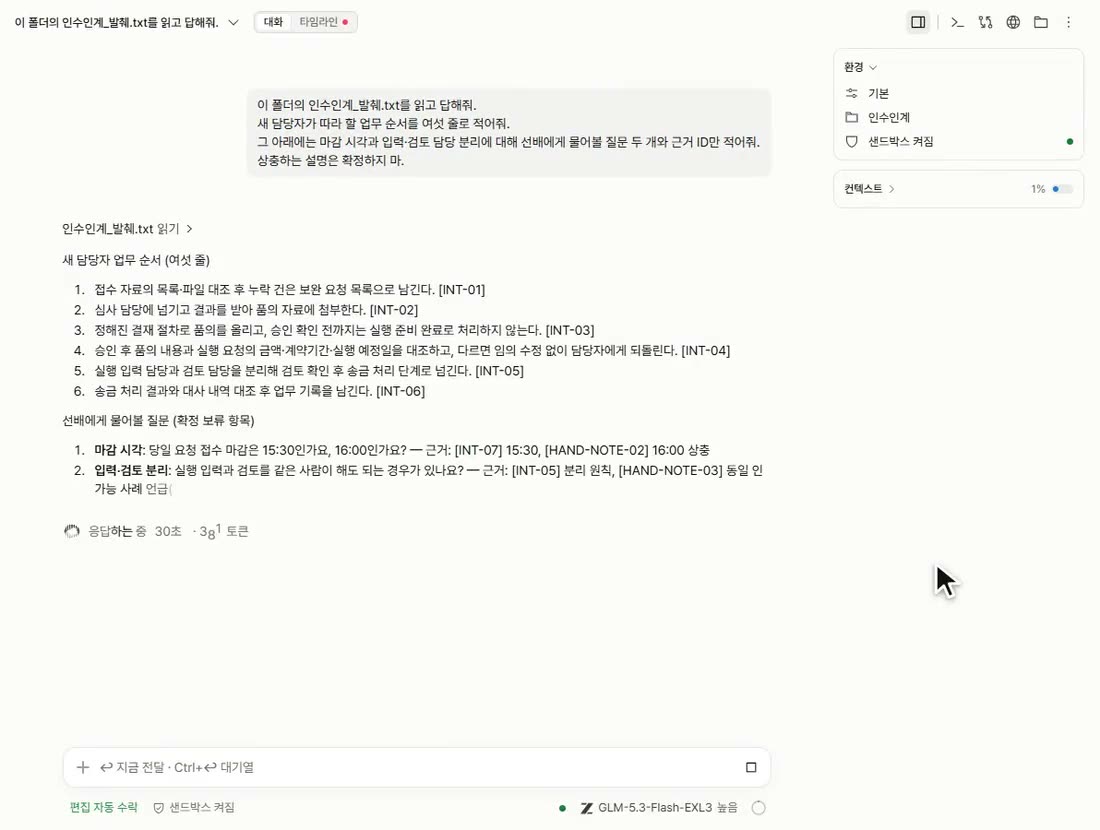 이 폴더의 인수인계_발췌.txt를 읽고 답해줘.
대화 타임라인
환경
기본
인수인계
샌드박스 켜짐
컨텍스트 1%
이 폴더의 인수인계_발췌.txt를 읽고 답해줘.
새 담당자가 따라 할 업무 순서를 여섯 줄로 적어줘.
그 아래에는 마감 시각과 입력·검토 담당 분리에 대해 선배에게 물어볼 질문 두 개와 근거 ID만 적어줘.
상충하는 설명은 확정하지 마.
인수인계_발췌.txt 읽기
새 담당자 업무 순서 (여섯 줄)
1. 접수 자료의 목록·파일 대조 후 누락 건은 보완 요청 목록으로 남긴다. [INT-01]
2. 심사 담당에 넘기고 결과를 받아 품의 자료에 첨부한다. [INT-02]
3. 정해진 결재 절차로 품의를 올리고, 승인 확인 전까지는 실행 준비 완료로 처리하지 않는다. [INT-03]
4. 승인 후 품의 내용과 실행 요청의 금액·계약기간·실행 예정일을 대조하고, 다르면 임의 수정 없이 담당자에게 되돌린다. [INT-04]
5. 실행 입력 담당과 검토 담당을 분리해 검토 확인 후 송금 처리 단계로 넘긴다. [INT-05]
6. 송금 처리 결과와 대사 내역 대조 후 업무 기록을 남긴다. [INT-06]
선배에게 물어볼 질문 (확정 보류 항목)
1. 마감 시각: 당일 요청 접수 마감은 15:30인가요, 16:00인가요? — 근거: [INT-07] 15:30, [HAND-NOTE-02] 16:00 상충
2. 입력·검토 분리: 실행 입력과 검토를 같은 사람이 해도 되는 경우가 있나요? — 근거: [INT-05] 분리 원칙, [HAND-NOTE-03] 동일 인
가능 사례 언급(
응답하는 중 30초 · 381 토큰
↩ 지금 전달 · Ctrl+↩ 대기열
편집 자동 수락 샌드박스 켜짐 GLM-5.3-Flash-EXL3 높음